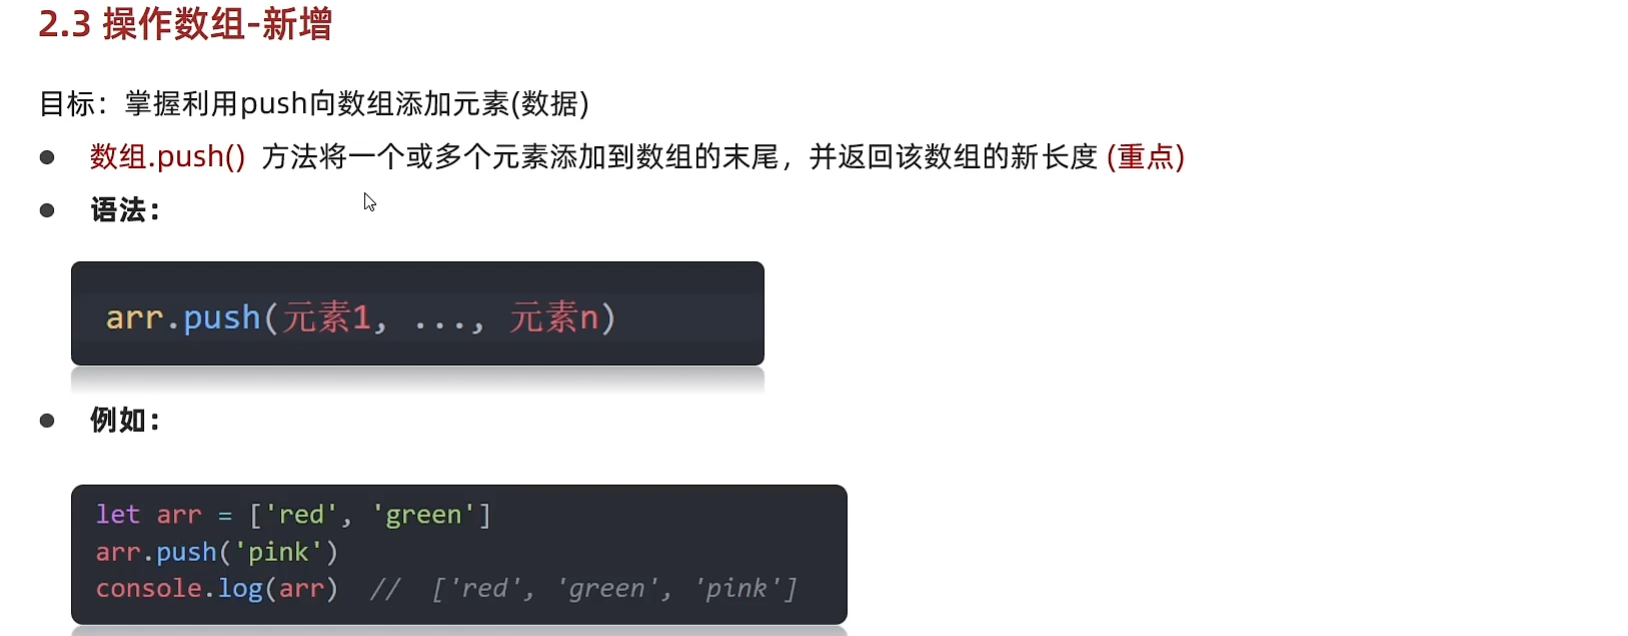 2.3 操作数组-新增
目标：掌握利用push向数组添加元素(数据)
● 数组.push() 方法将一个或多个元素添加到数组的末尾，并返回该数组的新长度 (重点)
● 语法：
arr.push(元素1, ..., 元素n)
● 例如：
let arr = ['red', 'green']
arr.push('pink')
console.log(arr)  //  ['red', 'green', 'pink']